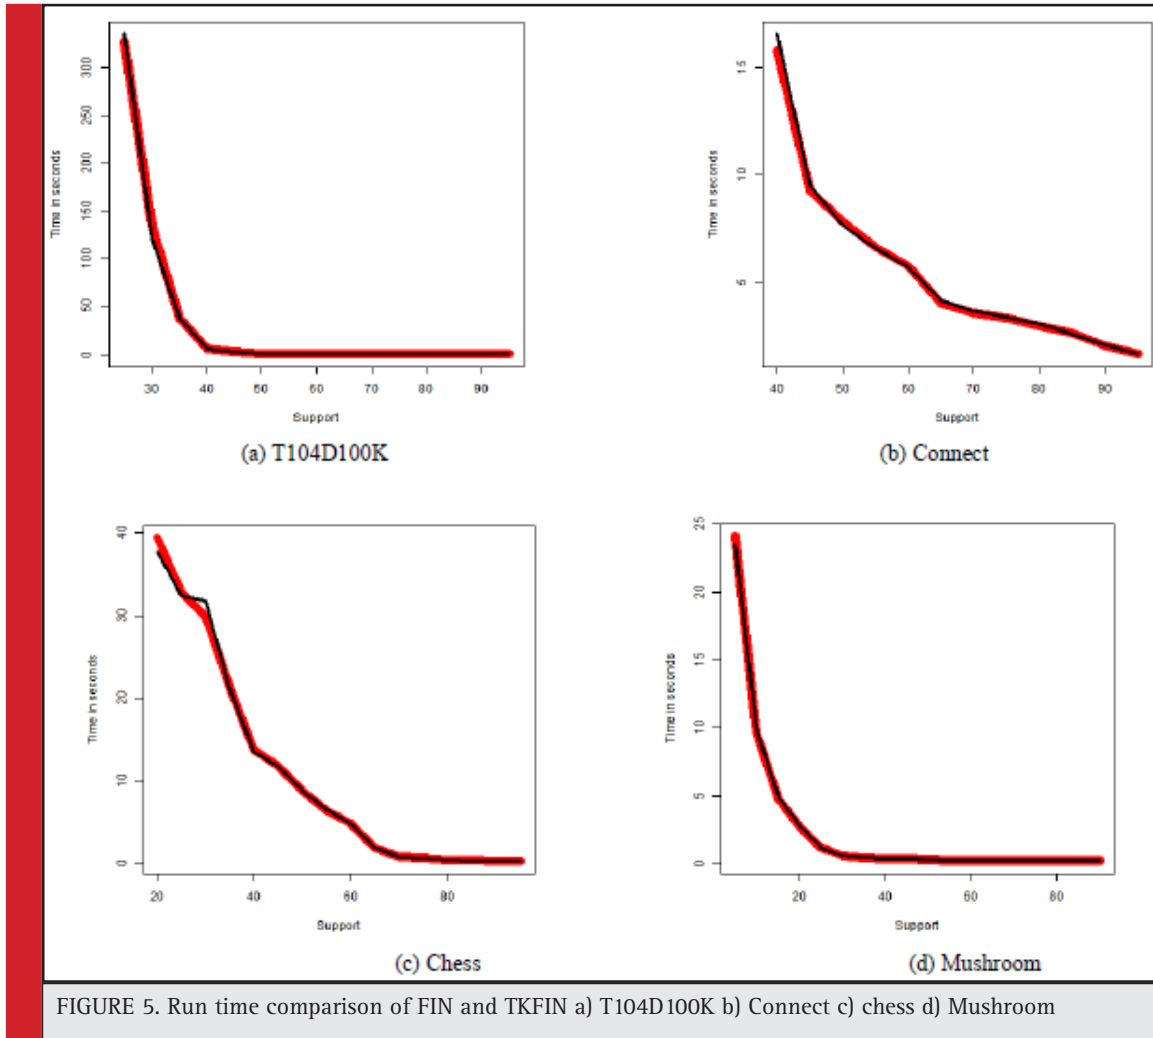 300
250
200
150
100
50
0
Time in seconds
30 40 50 60 70 80 90
Support
(a) T104D100K
15
10
5
Time in seconds
40 50 60 70 80 90
Support
(b) Connect
40
30
20
10
0
Time in seconds
20 40 60 80
Support
(c) Chess
25
20
15
10
5
0
Time in seconds
20 40 60 80
Support
(d) Mushroom
FIGURE 5. Run time comparison of FIN and TKFIN a) T104D100K b) Connect c) chess d) Mushroom